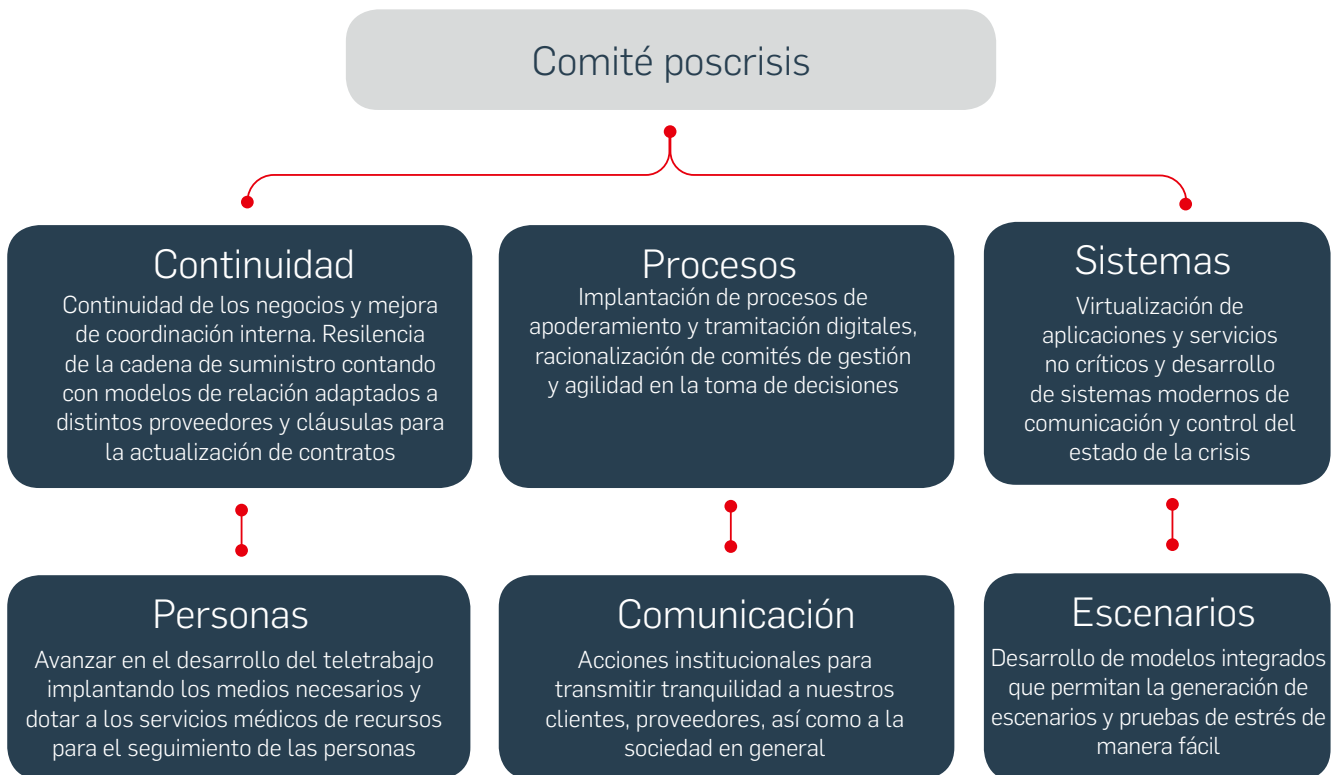 Comité poscrisis
Continuidad
Continuidad de los negocios y mejora
de coordinación interna. Resilencia
de la cadena de suministro contando
con modelos de relación adaptados a
distintos proveedores y cláusulas para
la actualización de contratos
Procesos
Implantación de procesos de
apoderamiento y tramitación digitales,
racionalización de comités de gestión
y agilidad en la toma de decisiones
Sistemas
Virtualización de
aplicaciones y servicios
no críticos y desarrollo
de sistemas modernos de
comunicación y control del
estado de la crisis
Personas
Avanzar en el desarrollo del teletrabajo
implantando los medios necesarios y
dotar a los servicios médicos de recursos
para el seguimiento de las personas
Comunicación
Acciones institucionales para
transmitir tranquilidad a nuestros
clientes, proveedores, así como a la
sociedad en general
Escenarios
Desarrollo de modelos integrados
que permitan la generación de
escenarios y pruebas de estrés de
manera fácil